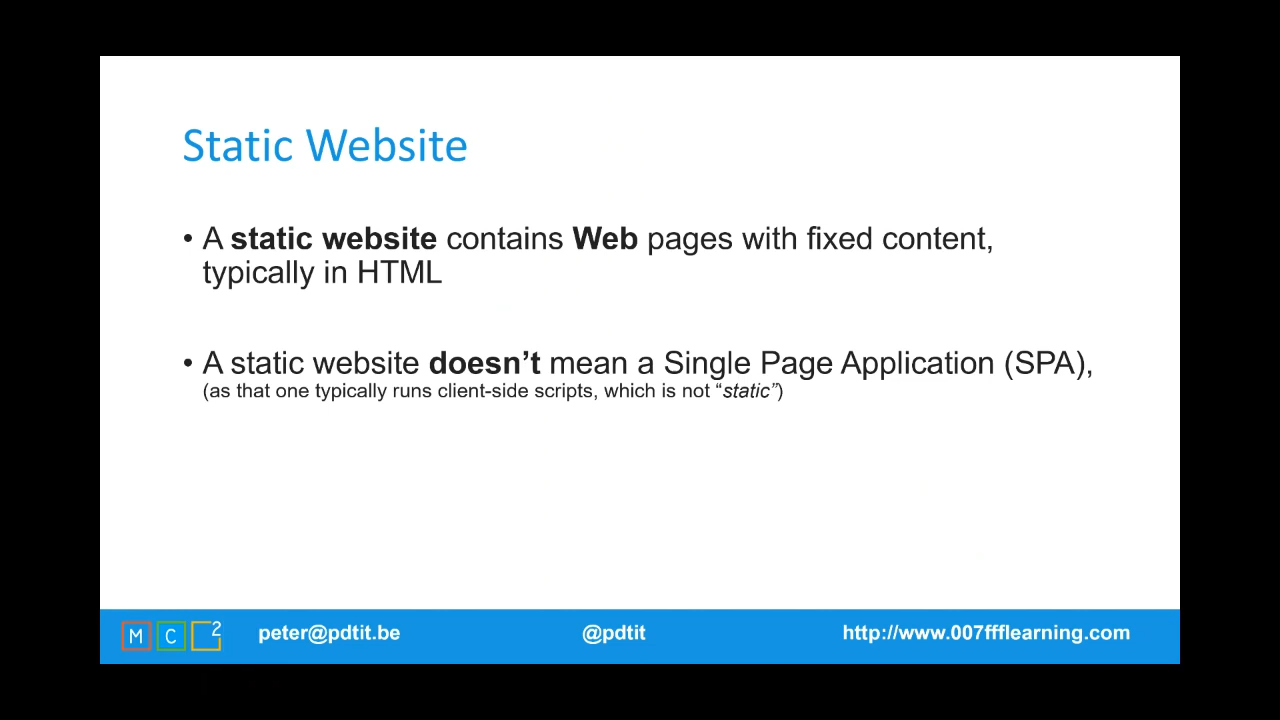 Static Website
• A static website contains Web pages with fixed content,
typically in HTML
• A static website doesn’t mean a Single Page Application (SPA),
(as that one typically runs client-side scripts, which is not “static”)
M C 2 peter@pdtit.be @pdtit http://www.007ffflearning.com